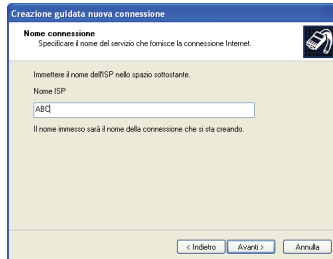 Creazione guidata nuova connessione
Nome connessione
Specificare il nome del servizio che fornisce la connessione Internet.
Immettere il nome dell'ISP nello spazio sottostante.
Nome ISP
ABC
Il nome immesso sarà il nome della connessione che si sta creando.
< Indietro Avanti > Annulla